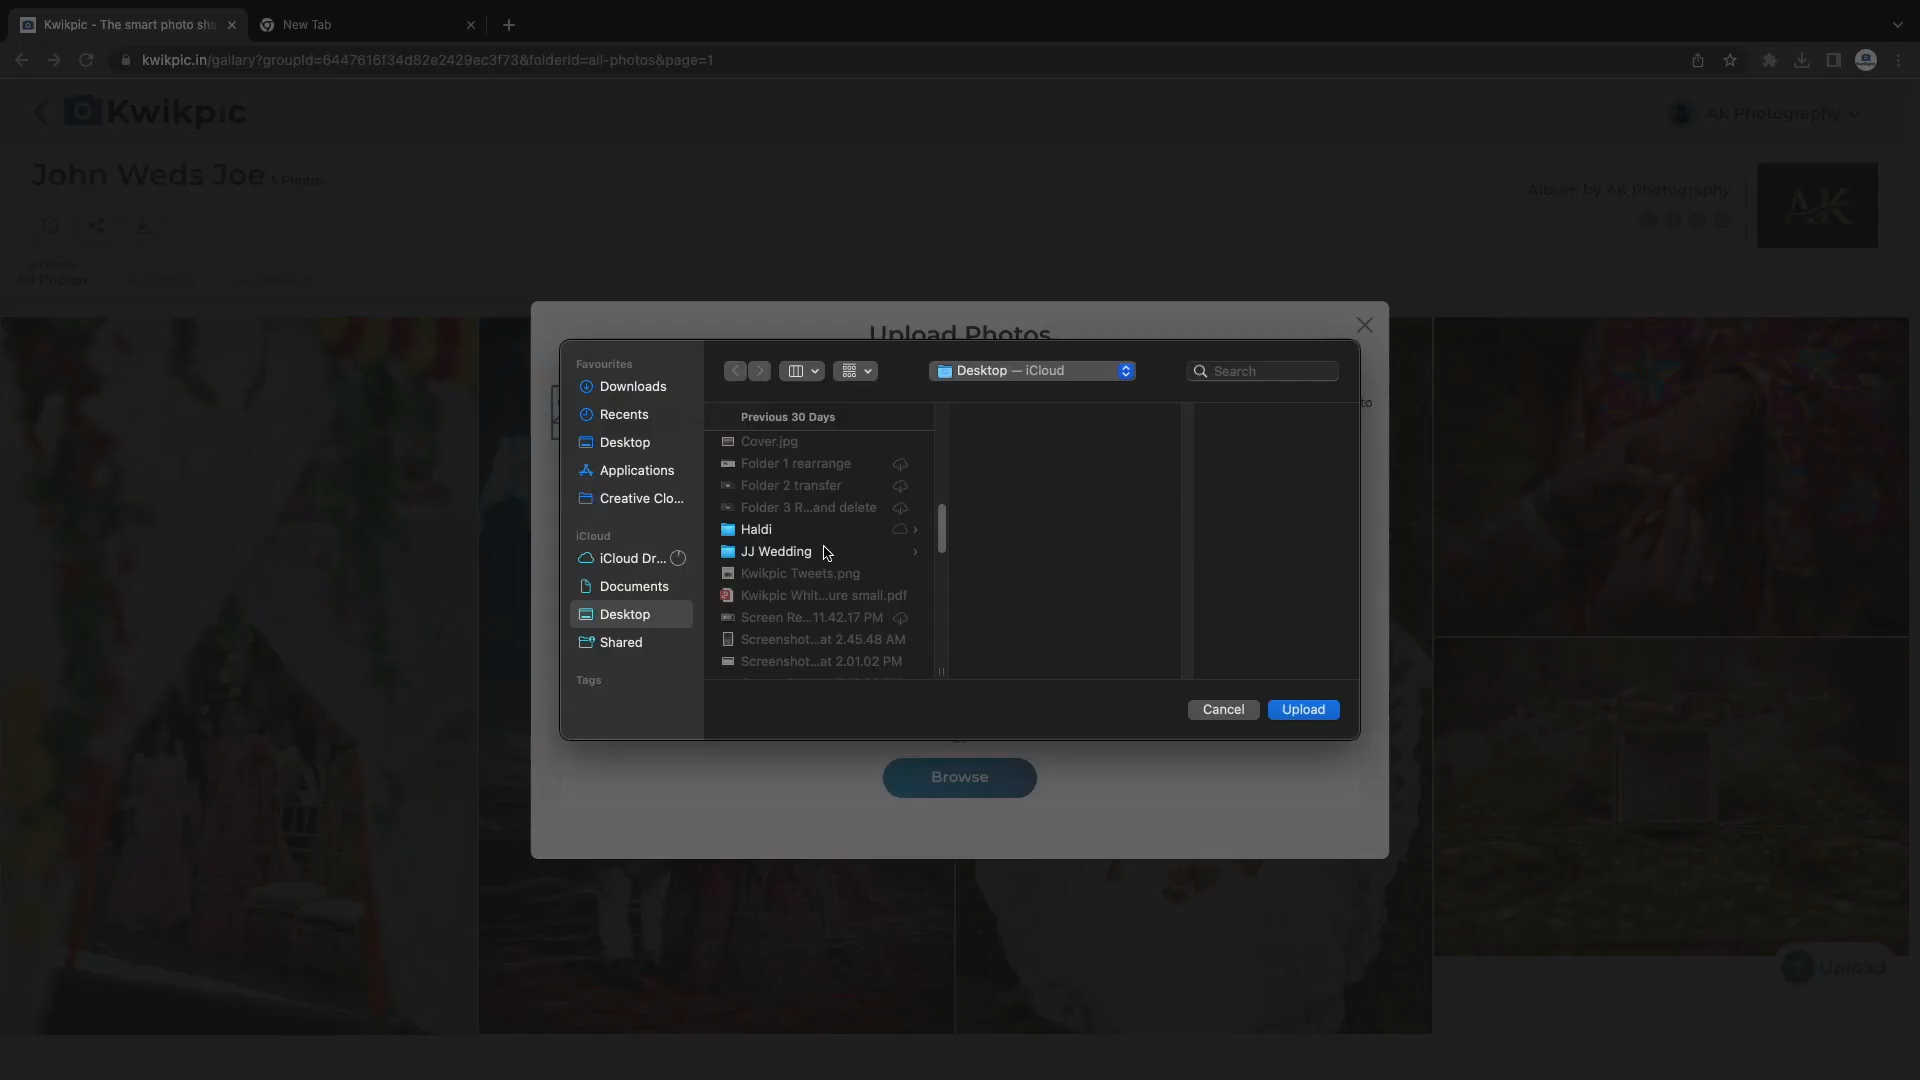 Kwikpic - The smart photo sha
New Tab
kwikpic.in/gallary?groupId=6447616f34d82e2429ec3f73&folderId=all-photos&page=1
Kwikpic
Ak Photography
John Weds Joe 5 Photos
Album by AK Photography
AK
All Photos
Upload Photos
Favourites
Downloads
Recents
Desktop
Applications
Creative Clo...
iCloud
iCloud Dr...
Documents
Desktop
Shared
Tags
Desktop — iCloud
Search
Previous 30 Days
Cover.jpg
Folder 1 rearrange
Folder 2 transfer
Folder 3 R...and delete
Haldi
JJ Wedding
Kwikpic Tweets.png
Kwikpic Whit...ure small.pdf
Screen Re...11.42.17 PM
Screenshot...at 2.45.48 AM
Screenshot...at 2.01.02 PM
to
Cancel
Upload
Browse
Upload